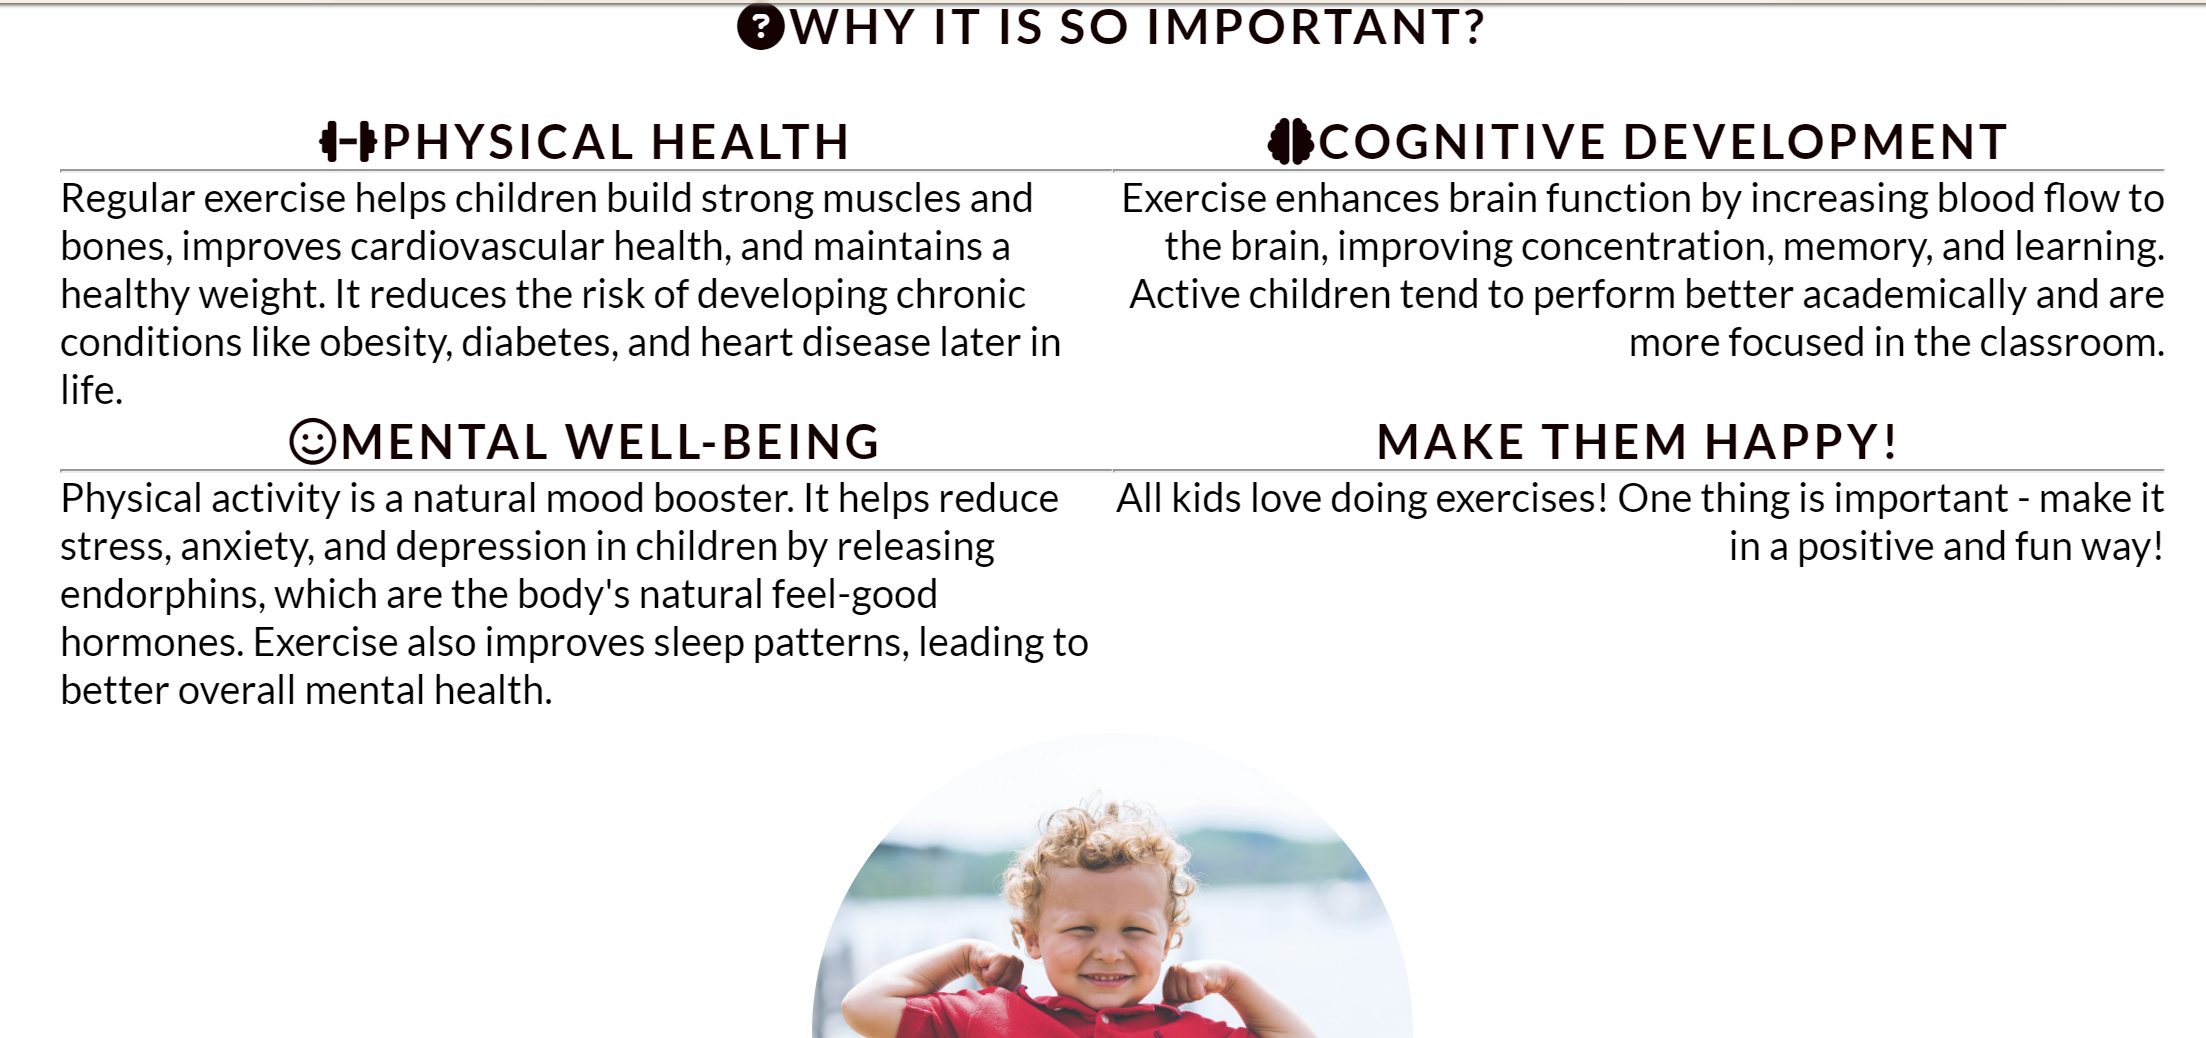 WHY IT IS SO IMPORTANT?
PHYSICAL HEALTH
Regular exercise helps children build strong muscles and
bones, improves cardiovascular health, and maintains a
healthy weight. It reduces the risk of developing chronic
conditions like obesity, diabetes, and heart disease later in
life.
COGNITIVE DEVELOPMENT
Exercise enhances brain function by increasing blood flow to
the brain, improving concentration, memory, and learning.
Active children tend to perform better academically and are
more focused in the classroom.
MENTAL WELL-BEING
Physical activity is a natural mood booster. It helps reduce
stress, anxiety, and depression in children by releasing
endorphins, which are the body's natural feel-good
hormones. Exercise also improves sleep patterns, leading to
better overall mental health.
MAKE THEM HAPPY!
All kids love doing exercises! One thing is important - make it
in a positive and fun way!